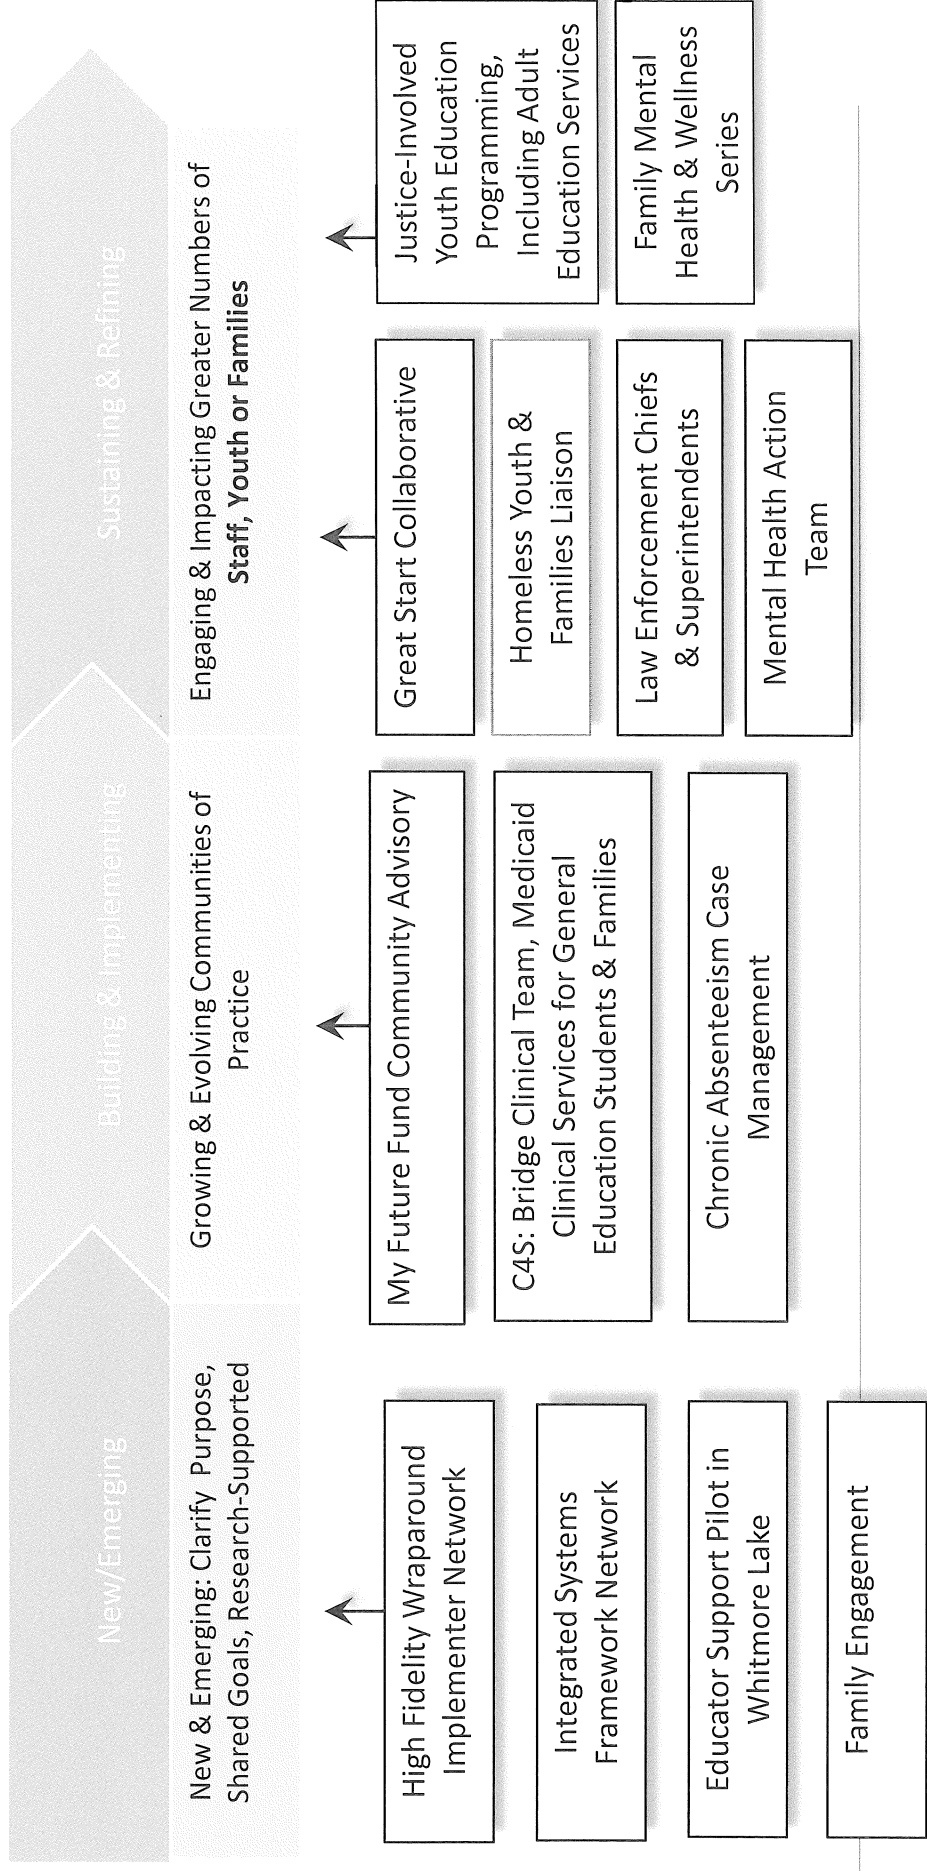 New/Emerging
Building & Implementing
Sustaining & Refining
New & Emerging: Clarify Purpose,
Shared Goals, Research-Supported
Growing & Evolving Communities of
Practice
Engaging & Impacting Greater Numbers of
Staff, Youth or Families
High Fidelity Wraparound
Implementer Network
Integrated Systems
Framework Network
Educator Support Pilot in
Whitmore Lake
Family Engagement
My Future Fund Community Advisory
C4S: Bridge Clinical Team, Medicaid
Clinical Services for General
Education Students & Families
Chronic Absenteeism Case
Management
Great Start Collaborative
Homeless Youth &
Families Liaison
Law Enforcement Chiefs
& Superintendents
Mental Health Action
Team
Justice-Involved
Youth Education
Programming,
Including Adult
Education Services
Family Mental
Health & Wellness
Series